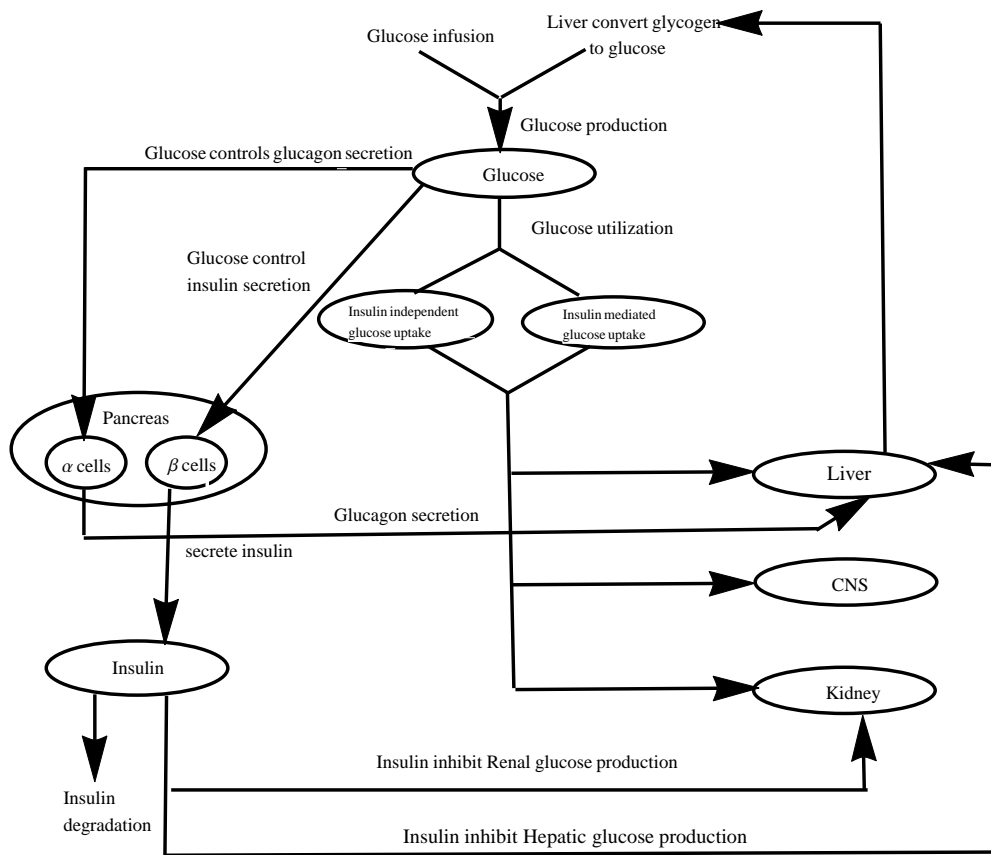 Liver convert glycogen
to glucose
Glucose infusion
Glucose production
Glucose controls glucagon secretion
Glucose
Glucose utilization
Glucose control
insulin secretion
Insulin independent
glucose uptake
Insulin mediated
glucose uptake
Pancreas
α cells
β cells
Liver
Glucagon secretion
secrete insulin
CNS
Insulin
Kidney
Insulin inhibit Renal glucose production
Insulin
degradation
Insulin inhibit Hepatic glucose production